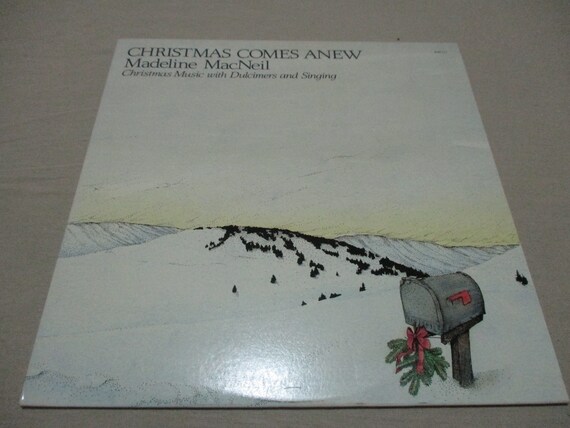 CHRISTMAS COMES ANEW
Madeline MacNeil
Christmas Music with Dulcimers and Singing